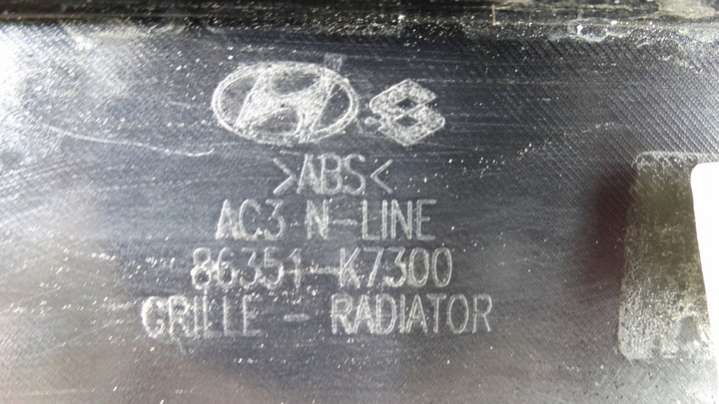 >ABS<
AC3 N-LINE
86351-K7300
GRILLE - RADIATOR